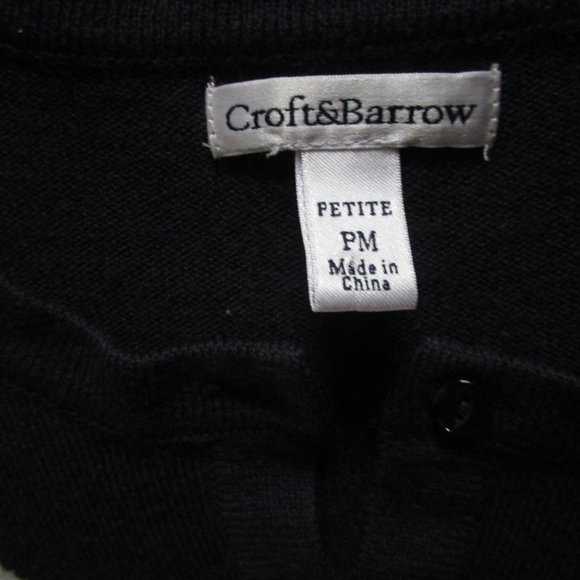 Croft&Barrow
PETITE
PM
Made in
China